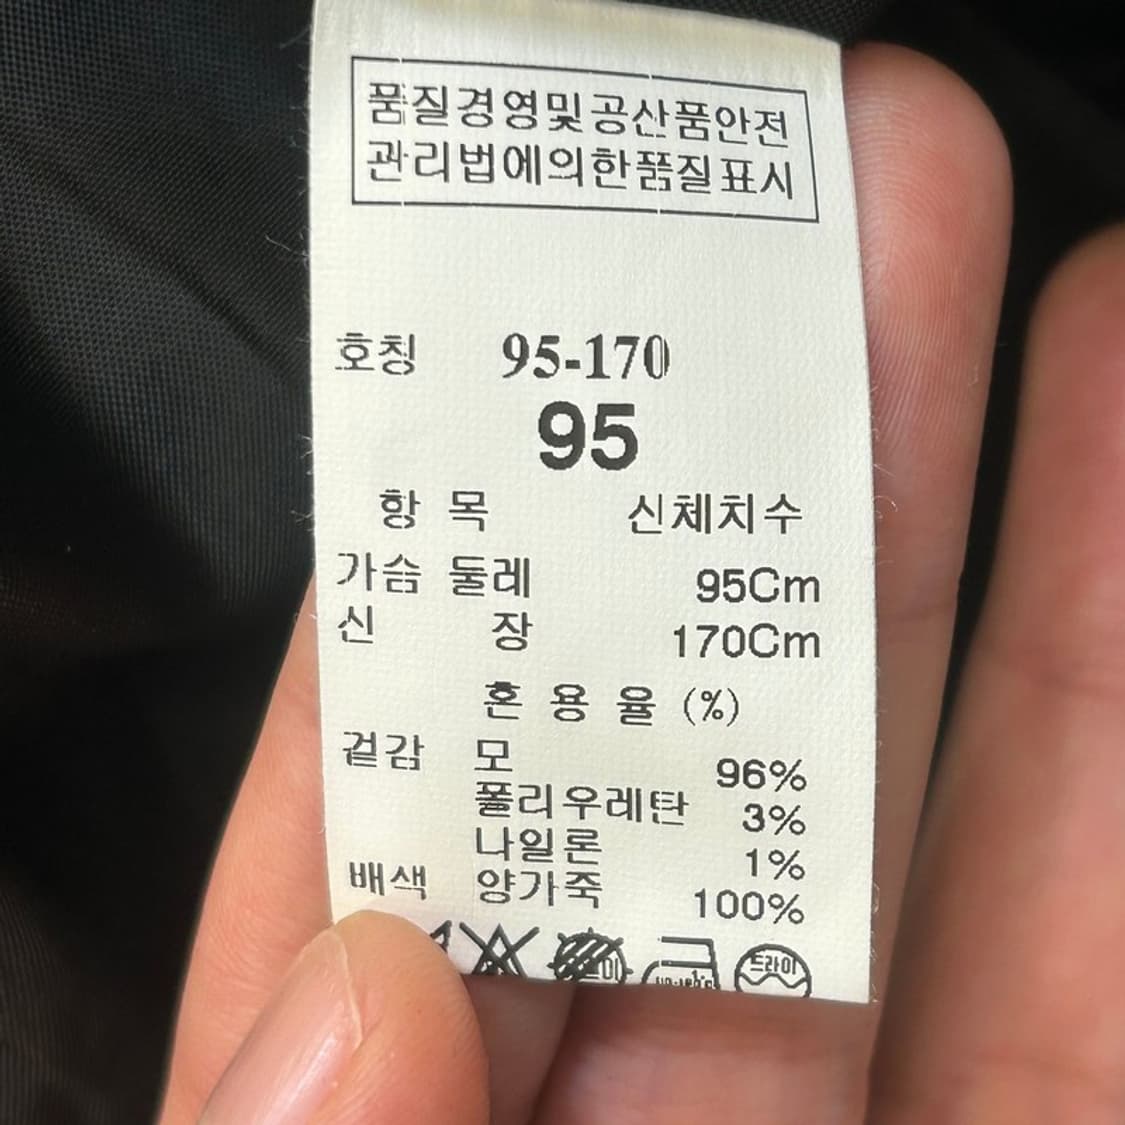 품질경영및공산품안전
관리법에의한품질표시
호칭 95-170
95
항 목 신체치수
가슴 둘레 95Cm
신 장 170Cm
혼 용 율 (%)
겉감 모 96%
폴리우레탄 3%
나일론 1%
배색 양가죽 100%
드라이